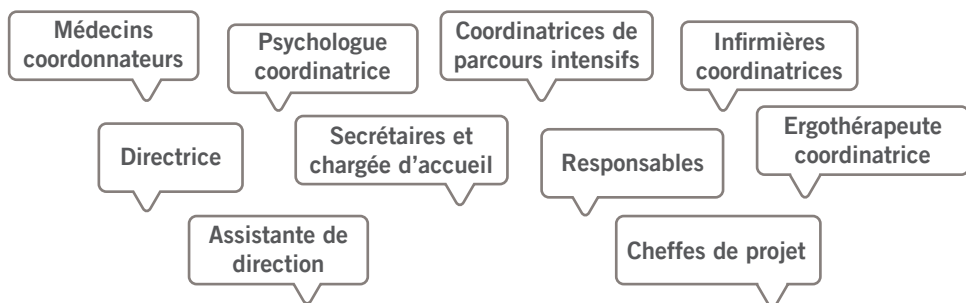 Médecins
coordonnateurs
Psychologue
coordinatrice
Coordinatrices de
parcours intensifs
Infirmières
coordinatrices
Directrice
Secrétaires et
chargée d'accueil
Responsables
Ergothérapeute
coordinatrice
Assistante de
direction
Cheffes de projet